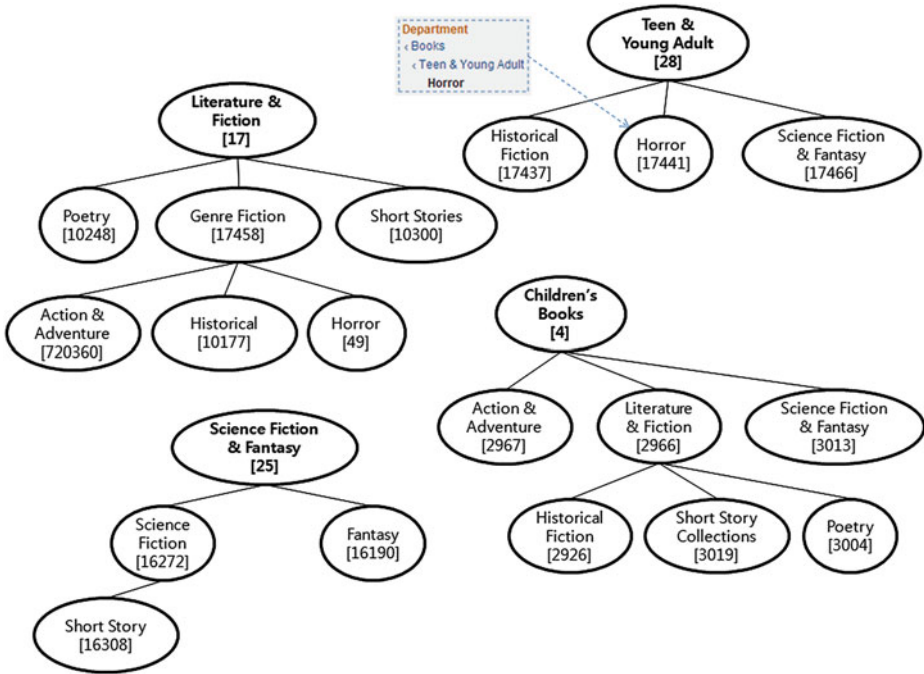 Department
‹ Books
‹ Teen & Young Adult
Horror
Teen &
Young Adult
[28]
Historical
Fiction
[17437]
Horror
[17441]
Science Fiction
& Fantasy
[17466]
Literature &
Fiction
[17]
Poetry
[10248]
Genre Fiction
[17458]
Short Stories
[10300]
Action &
Adventure
[720360]
Historical
[10177]
Horror
[49]
Children's
Books
[4]
Action &
Adventure
[2967]
Literature
& Fiction
[2966]
Science Fiction
& Fantasy
[3013]
Historical
Fiction
[2926]
Short Story
Collections
[3019]
Poetry
[3004]
Science Fiction
& Fantasy
[25]
Science
Fiction
[16272]
Fantasy
[16190]
Short Story
[16308]